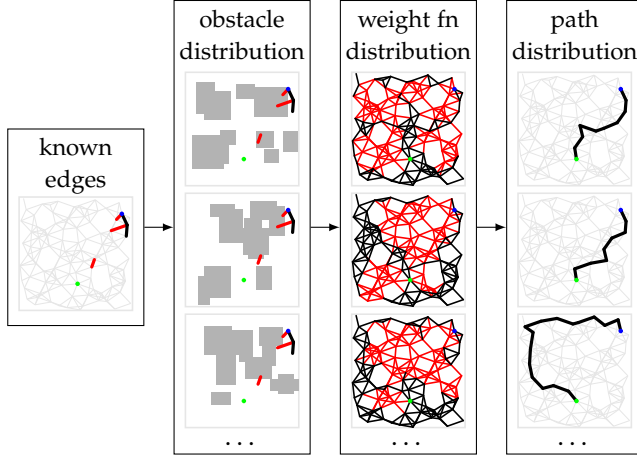 obstacle
distribution
weight fn
distribution
path
distribution
known
edges
...
...
...